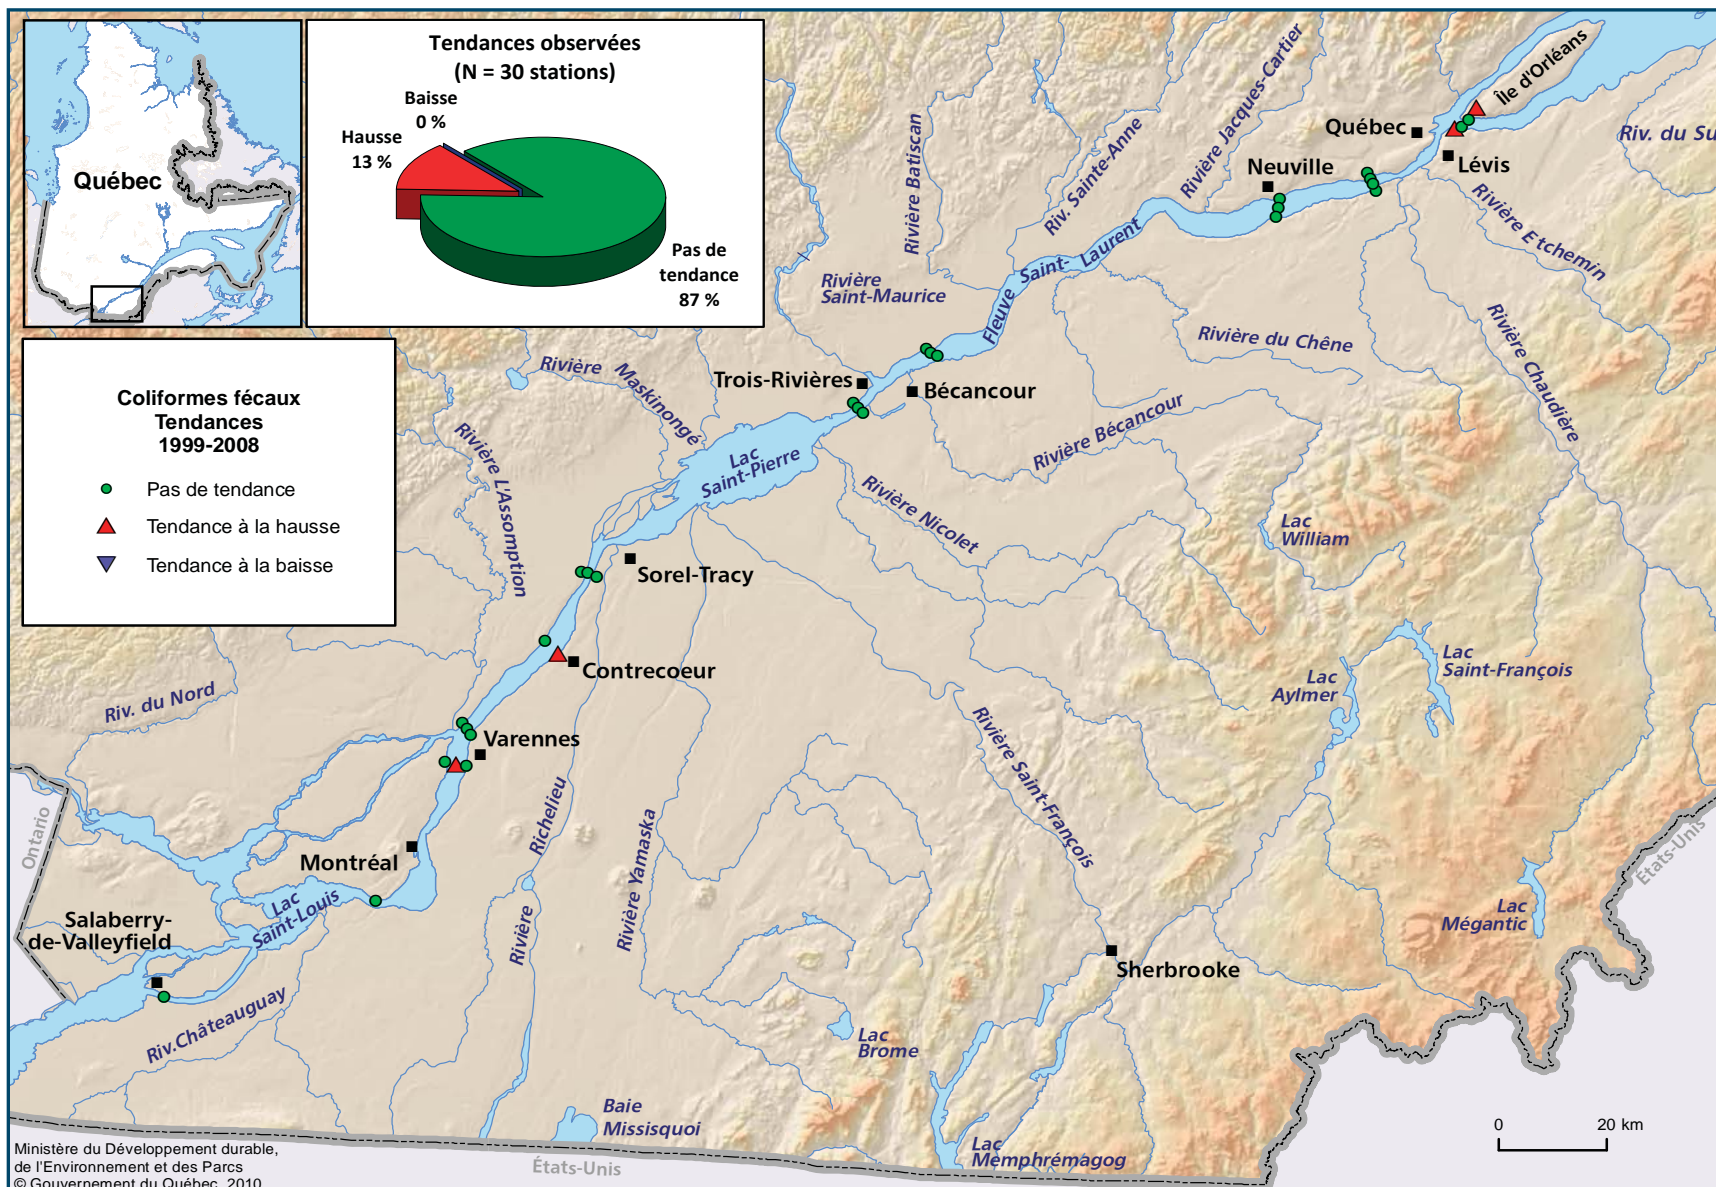 Québec
Tendances observées
(N = 30 stations)
Baisse
0 %
Hausse
13 %
Pas de
tendance
87 %
Coliformes fécaux
Tendances
1999-2008
Pas de tendance
Tendance à la hausse
Tendance à la baisse
Île d'Orléans
Québec
Lévis
Riv. du Su
Neuville
Rivière Jacques-Cartier
Riv. Sainte-Anne
Rivière Batiscan
Rivière
Saint-Maurice
Fleuve Saint-Laurent
Rivière Etchemin
Rivière Chaudière
Rivière du Chêne
Rivière
Maskinongé
Trois-Rivières
Bécancour
Rivière Bécancour
Rivière L'Assomption
Lac
Saint-Pierre
Rivière Nicolet
Lac
William
Sorel-Tracy
Contrecoeur
Lac
Saint-François
Lac
Aylmer
Riv. du Nord
Varennes
Rivière Saint-François
Rivière Richelieu
Rivière Yamaska
Ontario
Montréal
Lac
Saint-Louis
Salaberry-
de-Valleyfield
Riv.Châteauguay
Sherbrooke
Lac
Mégantic
États-Unis
Lac
Brome
Baie
Missisquoi
Lac
Memphrémagog
États-Unis
0 20 km
Ministère du Développement durable,
de l'Environnement et des Parcs
© Gouvernement du Québec, 2010